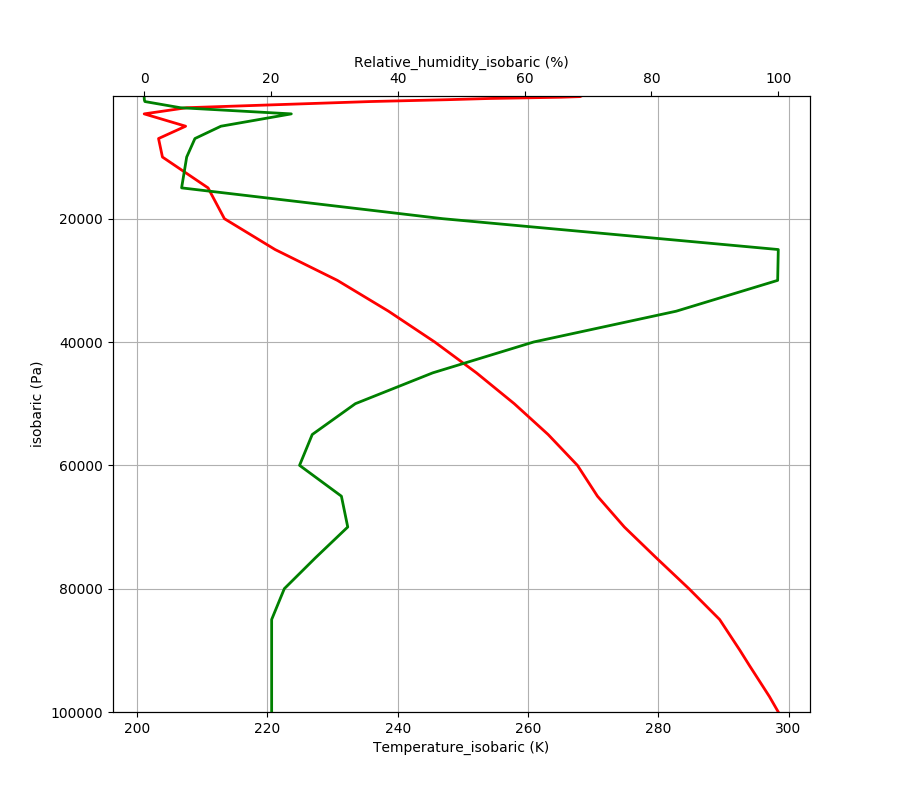 Relative_humidity_isobaric (%)
0 20 40 60 80 100
isobaric (Pa)
20000
40000
60000
80000
100000
200 220 240 260 280 300
Temperature_isobaric (K)